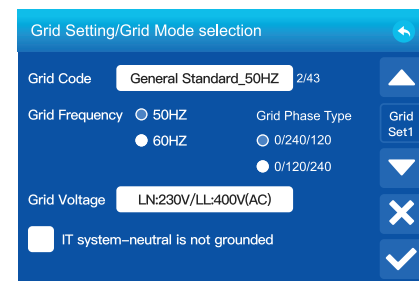 Grid Setting/Grid Mode selection
Grid Code General Standard_50HZ 2/43
Grid Frequency 50HZ Grid Phase Type Grid Set1
60HZ 0/240/120
0/120/240
Grid Voltage LN:230V/LL:400V(AC)
IT system-neutral is not grounded